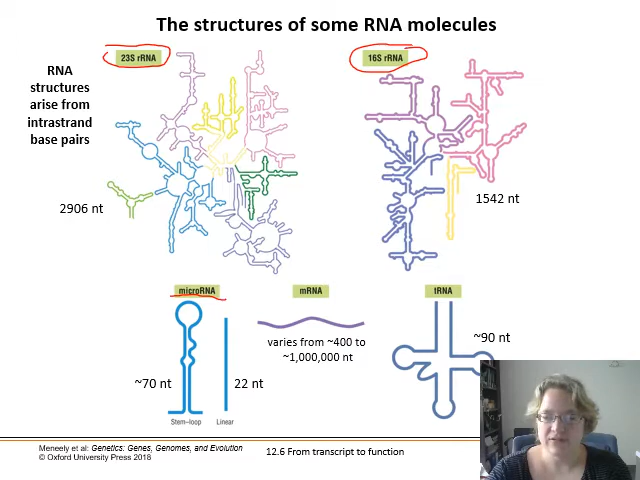 The structures of some RNA molecules
23S rRNA
16S rRNA
RNA
structures
arise from
intrastrand
base pairs
2906 nt
1542 nt
microRNA
mRNA
tRNA
varies from ~400 to
~1,000,000 nt
~90 nt
~70 nt
22 nt
Stem–loop
Linear
Meneely et al: Genetics: Genes, Genomes, and Evolution
© Oxford University Press 2018
12.6 From transcript to function